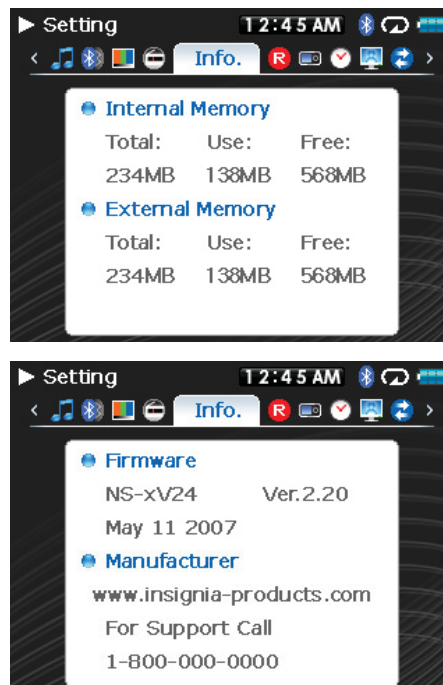 Setting 12:45 AM
Info. R
Internal Memory
Total: Use: Free:
234MB 138MB 568MB
External Memory
Total: Use: Free:
234MB 138MB 568MB
Setting 12:45 AM
Info. R
Firmware
NS-xV24 Ver.2.20
May 11 2007
Manufacturer
www.insignia-products.com
For Support Call
1-800-000-0000